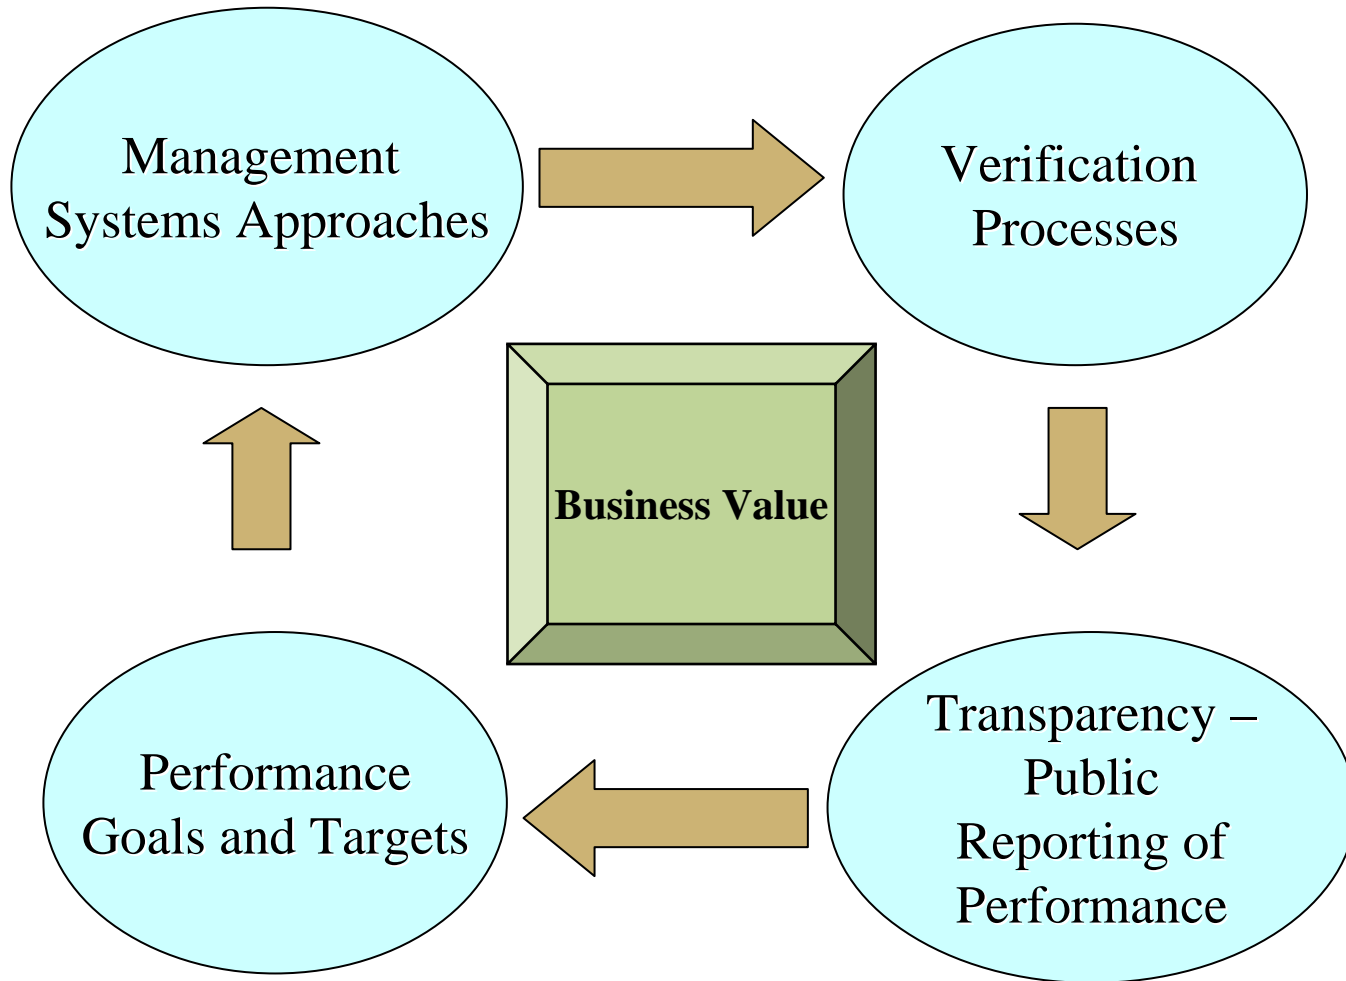 Management
Systems Approaches
Verification
Processes
Business Value
Performance
Goals and Targets
Transparency –
Public
Reporting of
Performance